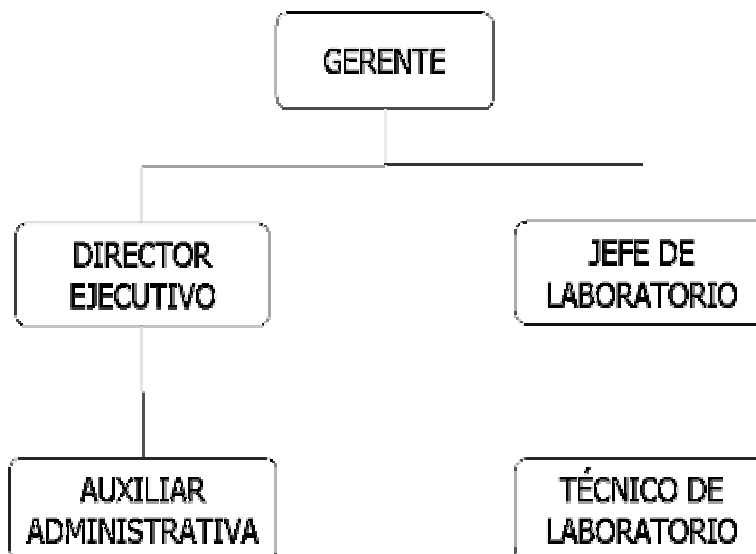 GERENTE
DIRECTOR
EJECUTIVO
JEFE DE
LABORATORIO
AUXILIAR
ADMINISTRATIVA
TÉCNICO DE
LABORATORIO